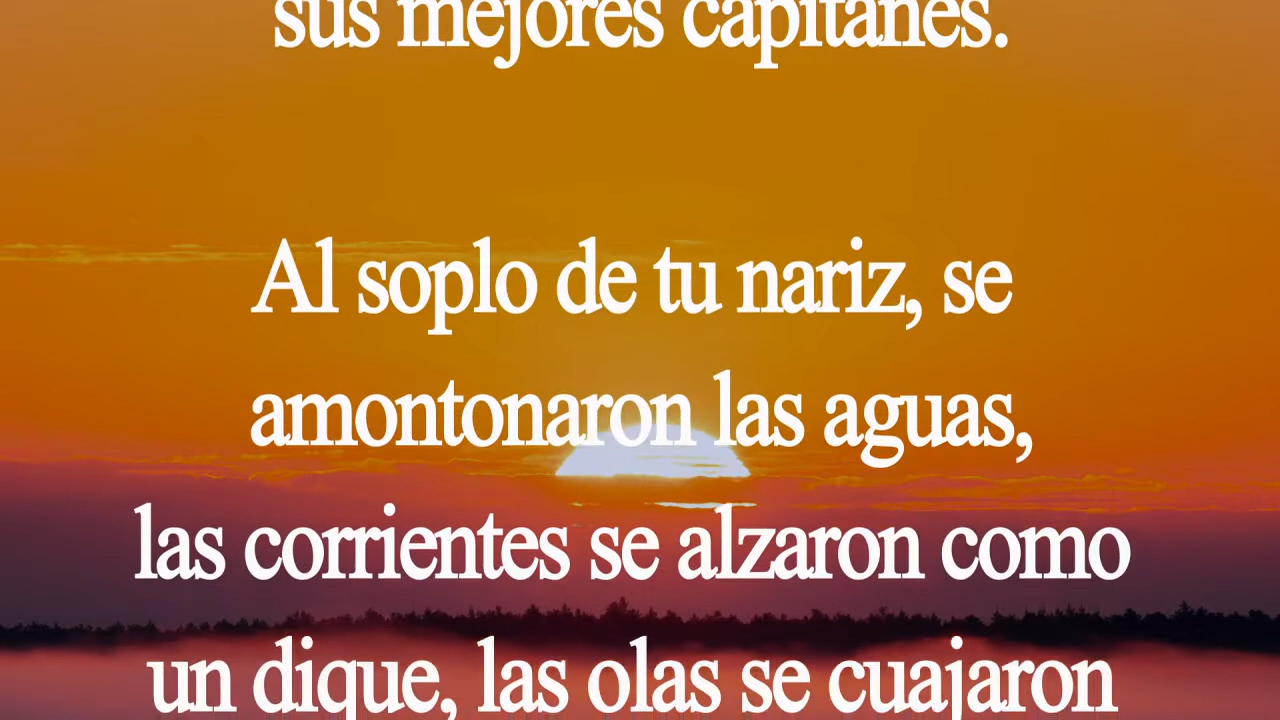 sus mejores capitanes.
Al soplo de tu nariz, se
amontonaron las aguas,
las corrientes se alzaron como
un dique, las olas se cuajaron